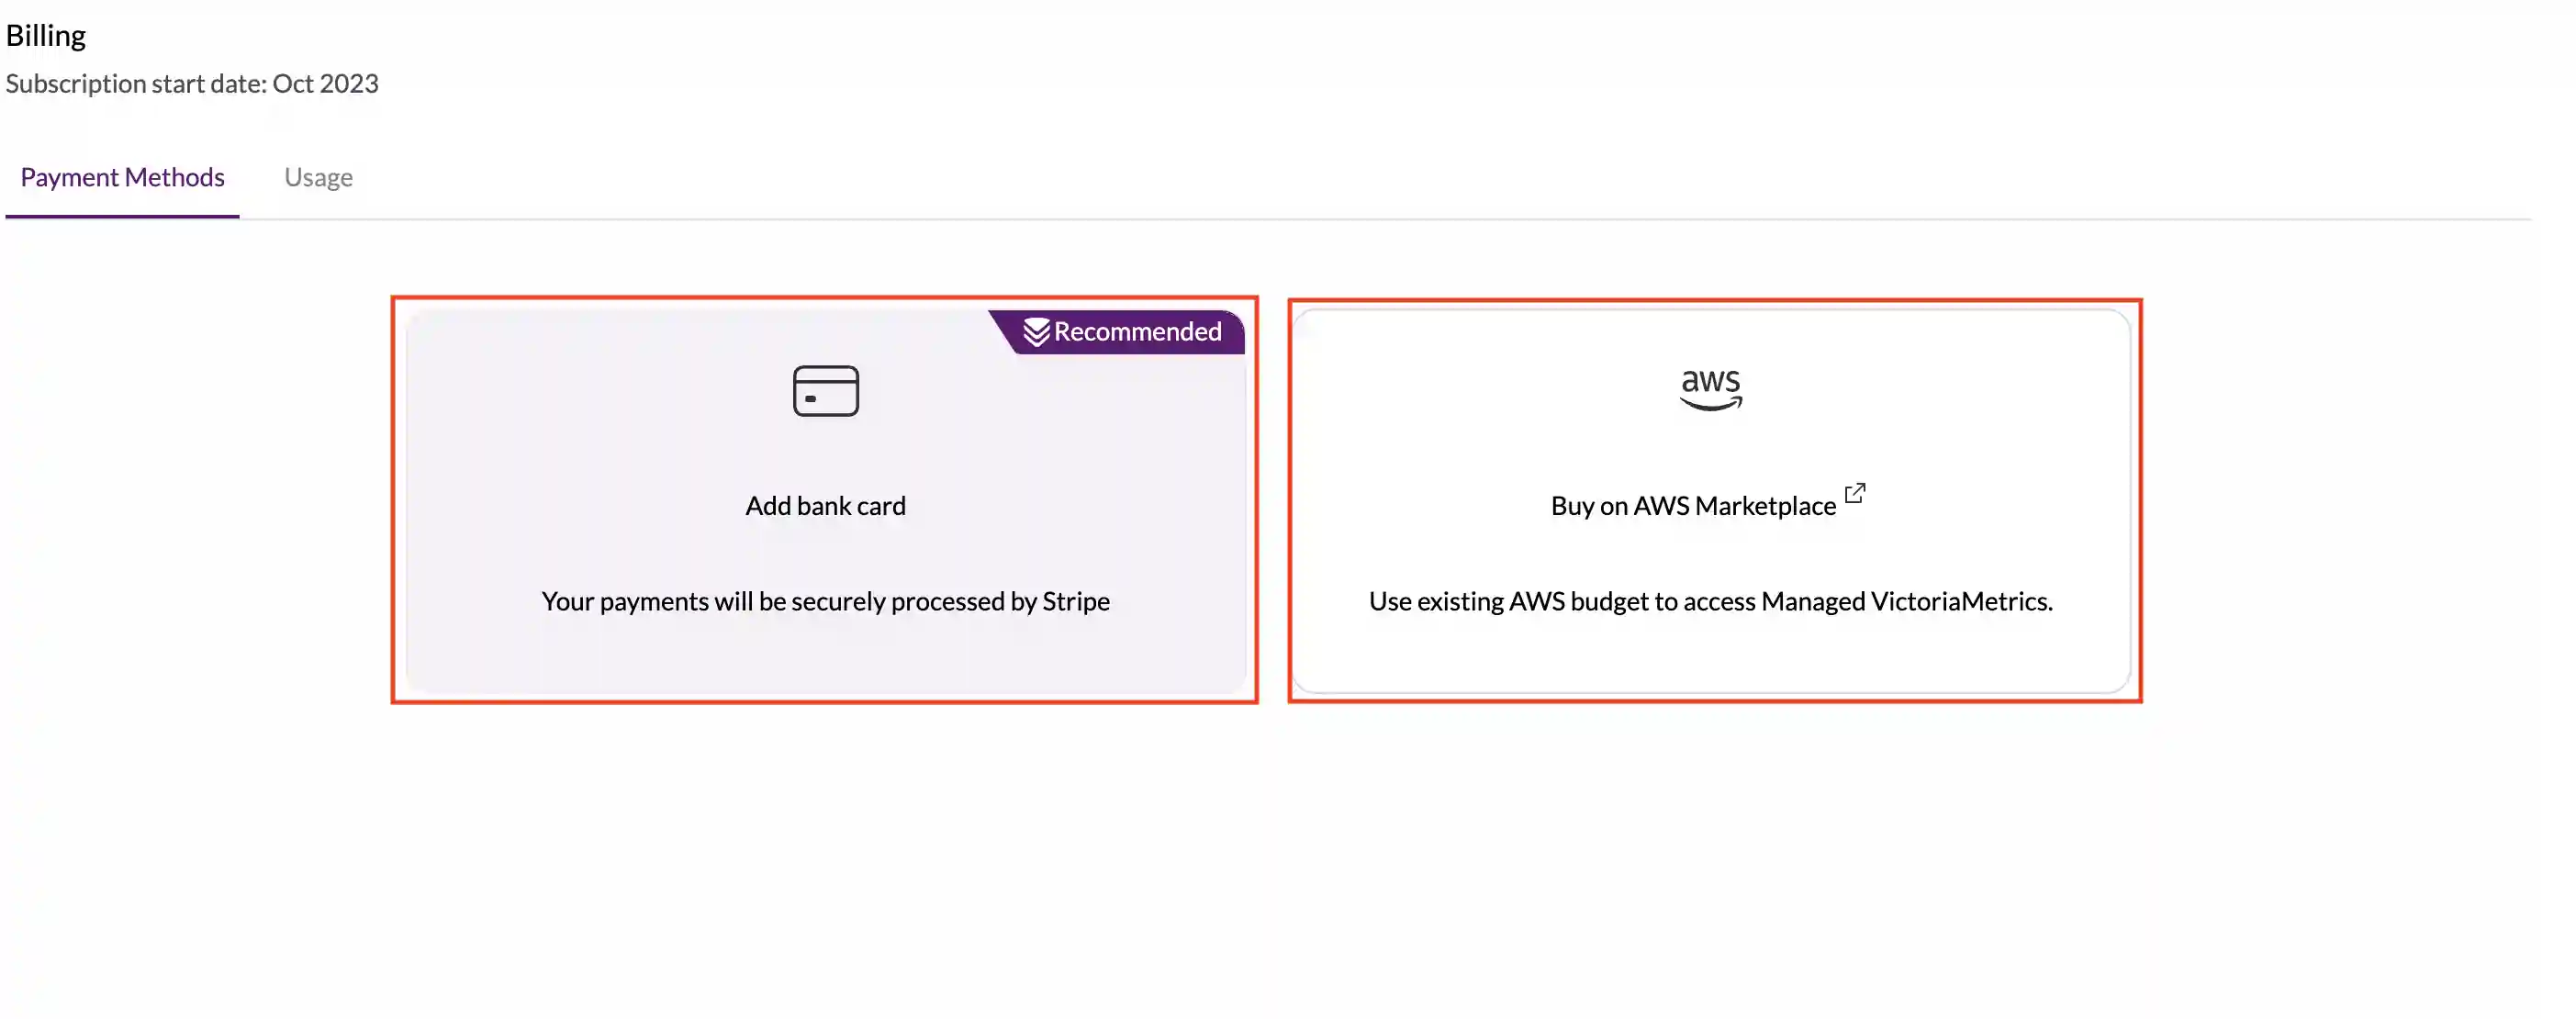 Billing
Subscription start date: Oct 2023
Payment Methods
Usage
Recommended
Add bank card
Your payments will be securely processed by Stripe
aws
Buy on AWS Marketplace
Use existing AWS budget to access Managed VictoriaMetrics.